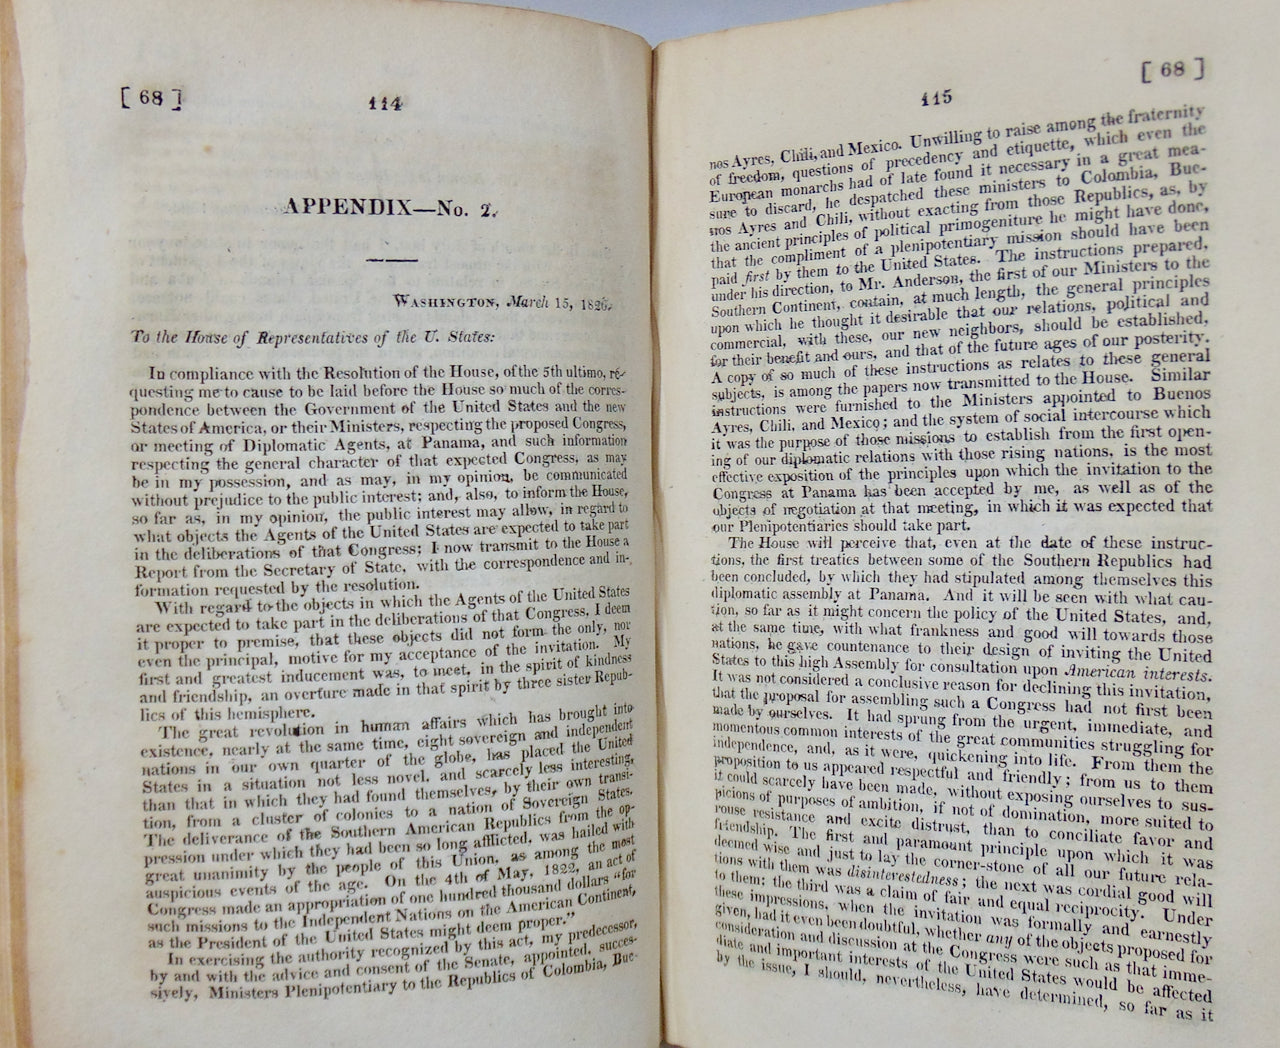 [ 68 ]
114
APPENDIX—No. 2.
Washington, March 15, 1826.
To the House of Representatives of the U. States:
In compliance with the Resolution of the House, of the 5th ultimo, re-
questing me to cause to be laid before the House so much of the corres-
pondence between the Government of the United States and the new
States of America, or their Ministers, respecting the proposed Congress,
or meeting of Diplomatic Agents, at Panama, and such information
respecting the general character of that expected Congress, as may
be in my possession, and as may, in my opinion, be communicated
without prejudice to the public interest; and, also, to inform the House,
so far as, in my opinion, the public interest may allow, in regard to
what objects the Agents of the United States are expected to take part
in the deliberations of that Congress; I now transmit to the House a
Report from the Secretary of State, with the correspondence and in-
formation requested by the resolution.
With regard to the objects in which the Agents of the United States
are expected to take part in the deliberations of that Congress, I deem
it proper to premise, that these objects did not form the only, nor
even the principal, motive for my acceptance of the invitation. My
first and greatest inducement was, to meet, in the spirit of kindness
and friendship, an overture made in that spirit by three sister Repub-
lics of this hemisphere.
The great revolution in human affairs which has brought into
existence, nearly at the same time, eight sovereign and independent
nations in our own quarter of the globe, has placed the United
States in a situation not less novel, and scarcely less interesting,
than that in which they had found themselves, by their own transi-
tion, from a cluster of colonies to a nation of Sovereign States.
The deliverance of the Southern American Republics from the op-
pression under which they had been so long afflicted, was hailed with
great unanimity by the people of this Union, as among the most
auspicious events of the age. On the 4th of May, 1822, an act of
Congress made an appropriation of one hundred thousand dollars "for
such missions to the Independent Nations on the American Continent,
as the President of the United States might deem proper."
In exercising the authority recognized by this act, my predecessor,
by and with the advice and consent of the Senate, appointed, succes-
sively, Ministers Plenipotentiary to the Republics of Colombia, Bue-
[ 68 ]
115
nos Ayres, Chili, and Mexico. Unwilling to raise among the fraternity
of freedom, questions of precedency and etiquette, which even the
European monarchs had of late found it necessary in a great mea-
sure to discard, he despatched these ministers to Colombia, Bue-
nos Ayres and Chili, without exacting from those Republics, as, by
the ancient principles of political primogeniture he might have done,
that the compliment of a plenipotentiary mission should have been
paid first by them to the United States. The instructions prepared,
under his direction, to Mr. Anderson, the first of our Ministers to the
Southern Continent, contain, at much length, the general principles
upon which he thought it desirable that our relations, political and
commercial, with these, our new neighbors, should be established,
for their benefit and ours, and that of the future ages of our posterity.
A copy of so much of these instructions as relates to these general
subjects, is among the papers now transmitted to the House. Similar
instructions were furnished to the Ministers appointed to Buenos
Ayres, Chili, and Mexico; and the system of social intercourse which
it was the purpose of those missions to establish from the first open-
ing of our diplomatic relations with those rising nations, is the most
effective exposition of the principles upon which the invitation to the
Congress at Panama has been accepted by me, as well as of the
objects of negotiation at that meeting, in which it was expected that
our Plenipotentiaries should take part.
The House will perceive that, even at the date of these instruc-
tions, the first treaties between some of the Southern Republics had
been concluded, by which they had stipulated among themselves this
diplomatic assembly at Panama. And it will be seen with what cau-
tion, so far as it might concern the policy of the United States, and,
at the same time, with what frankness and good will towards those
nations, he gave countenance to their design of inviting the United
States to this high Assembly for consultation upon American interests.
It was not considered a conclusive reason for declining this invitation,
that the proposal for assembling such a Congress had not first been
made by ourselves. It had sprung from the urgent, immediate, and
momentous common interests of the great communities struggling for
independence, and, as it were, quickening into life. From them the
proposition to us appeared respectful and friendly; from us to them
it could scarcely have been made, without exposing ourselves to sus-
picions of purposes of ambition, if not of domination, more suited to
rouse resistance and excite distrust, than to conciliate favor and
friendship. The first and paramount principle upon which it was
deemed wise and just to lay the corner-stone of all our future rela-
tions with them was disinterestedness; the next was cordial good will
to them; the third was a claim of fair and equal reciprocity. Under
these impressions, when the invitation was formally and earnestly
given, had it even been doubtful, whether any of the objects proposed for
consideration and discussion at the Congress were such as that imme-
diate and important interests of the United States would be affected
by the issue, I should, nevertheless, have determined, so far as it